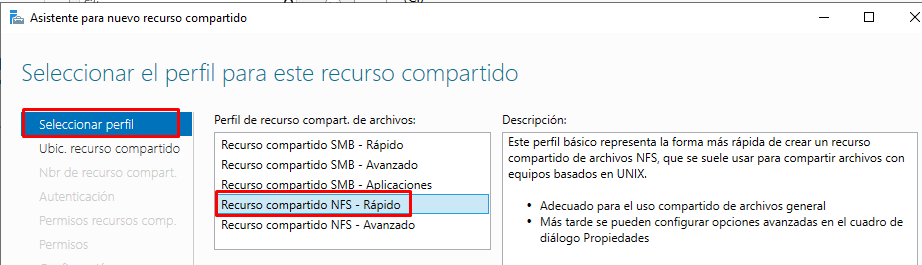 Asistente para nuevo recurso compartido
Seleccionar el perfil para este recurso compartido
Seleccionar perfil
Ubic. recurso compartido
Nbr de recurso compart.
Autenticación
Permisos recursos comp.
Permisos
Perfil de recurso compart. de archivos:
Recurso compartido SMB - Rápido
Recurso compartido SMB - Avanzado
Recurso compartido SMB - Aplicaciones
Recurso compartido NFS - Rápido
Recurso compartido NFS - Avanzado
Descripción:
Este perfil básico representa la forma más rápida de crear un recurso
compartido de archivos NFS, que se suele usar para compartir archivos con
equipos basados en UNIX.
• Adecuado para el uso compartido de archivos general
• Más tarde se pueden configurar opciones avanzadas en el cuadro de
diálogo Propiedades